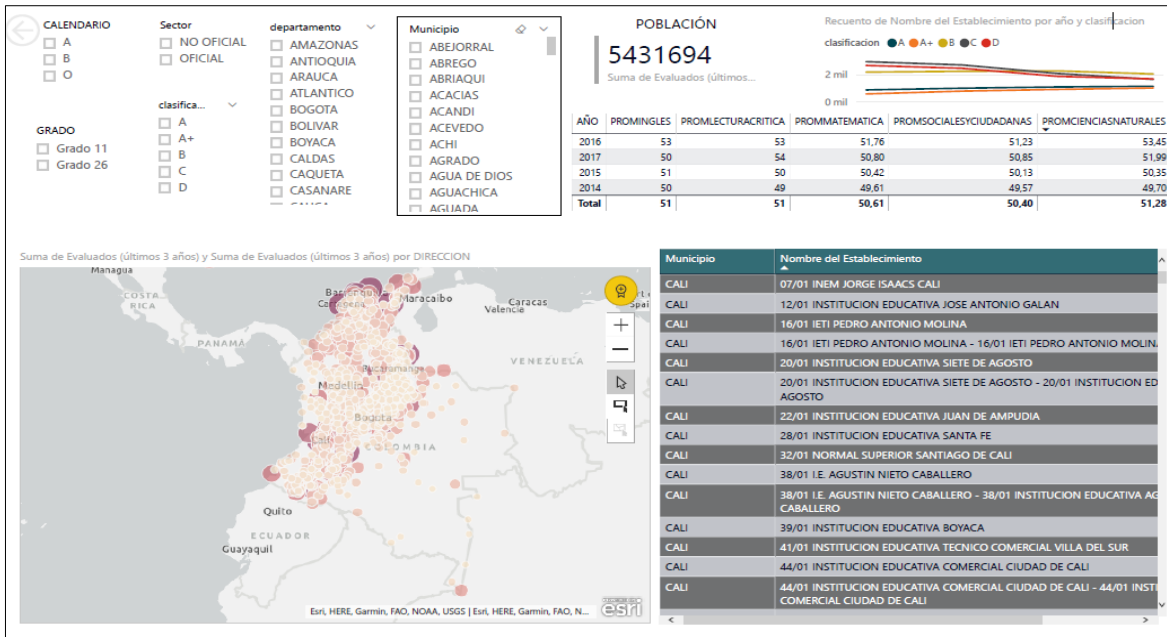 CALENDARIO
A
B
O
GRADO
Grado 11
Grado 26
Sector
NO OFICIAL
OFICIAL
clasifica...
A
A+
B
C
D
departamento
AMAZONAS
ANTIOQUIA
ARAUCA
ATLANTICO
BOGOTA
BOLIVAR
BOYACA
CALDAS
CAQUETA
CASANARE
CAUCA
Municipio
ABEJORRAL
ABREGO
ABRIAQUI
ACACIAS
ACANDI
ACEVEDO
ACHI
AGRADO
AGUA DE DIOS
AGUACHICA
AGUADA
POBLACIÓN
5431694
Suma de Evaluados (últimos...
Recuento de Nombre del Establecimiento por año y clasificacion
clasificacion A A+ B C D
2 mil
0 mil
AÑO PROMINGLES PROMLECTURACRITICA PROMMATEMATICA PROMSOCIALESYCIUDADANAS PROMCIENCIASNATURALES
2016 53 53 51,76 51,23 53,45
2017 50 54 50,80 50,85 51,99
2015 51 50 50,42 50,13 50,35
2014 50 49 49,61 49,57 49,70
Total 51 51 50,61 50,40 51,28
Suma de Evaluados (últimos 3 años) y Suma de Evaluados (últimos 3 años) por DIRECCION
Managua
COSTA
RICA
PANAMÁ
Barranquilla
Cartagena
Maracaibo
Caracas
Valencia
VENEZUELA
Bucaramanga
Medellín
Bogota
Cali
COLOMBIA
Quito
ECUADOR
Guayaquil
Esri, HERE, Garmin, FAO, NOAA, USGS | Esri, HERE, Garmin, FAO, N...
esri
Municipio Nombre del Establecimiento
CALI 07/01 INEM JORGE ISAACS CALI
CALI 12/01 INSTITUCION EDUCATIVA JOSE ANTONIO GALAN
CALI 16/01 IETI PEDRO ANTONIO MOLINA
CALI 16/01 IETI PEDRO ANTONIO MOLINA - 16/01 IETI PEDRO ANTONIO MOLIN
CALI 20/01 INSTITUCION EDUCATIVA SIETE DE AGOSTO
CALI 20/01 INSTITUCION EDUCATIVA SIETE DE AGOSTO - 20/01 INSTITUCION ED
AGOSTO
CALI 22/01 INSTITUCION EDUCATIVA JUAN DE AMPUDIA
CALI 28/01 INSTITUCION EDUCATIVA SANTA FE
CALI 32/01 NORMAL SUPERIOR SANTIAGO DE CALI
CALI 38/01 I.E. AGUSTIN NIETO CABALLERO
CALI 38/01 I.E. AGUSTIN NIETO CABALLERO - 38/01 INSTITUCION EDUCATIVA AG
CABALLERO
CALI 39/01 INSTITUCION EDUCATIVA BOYACA
CALI 41/01 INSTITUCION EDUCATIVA TECNICO COMERCIAL VILLA DEL SUR
CALI 44/01 INSTITUCION EDUCATIVA COMERCIAL CIUDAD DE CALI
CALI 44/01 INSTITUCION EDUCATIVA COMERCIAL CIUDAD DE CALI - 44/01 INSTI
COMERCIAL CIUDAD DE CALI